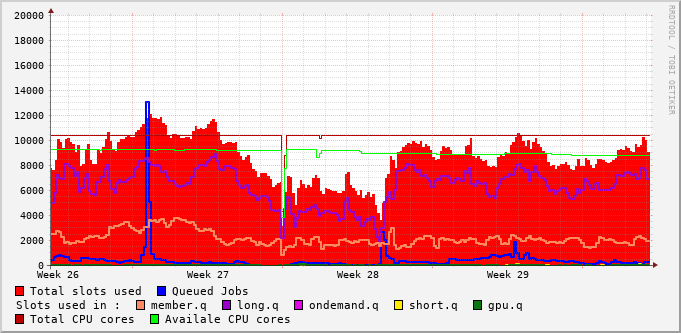 20000
18000
16000
14000
12000
10000
8000
6000
4000
2000
0
Week 26 Week 27 Week 28 Week 29
Total slots used Queued Jobs
Slots used in : member.q long.q ondemand.q short.q gpu.q
Total CPU cores Availale CPU cores
RRDTOOL / TOBI OETIKER